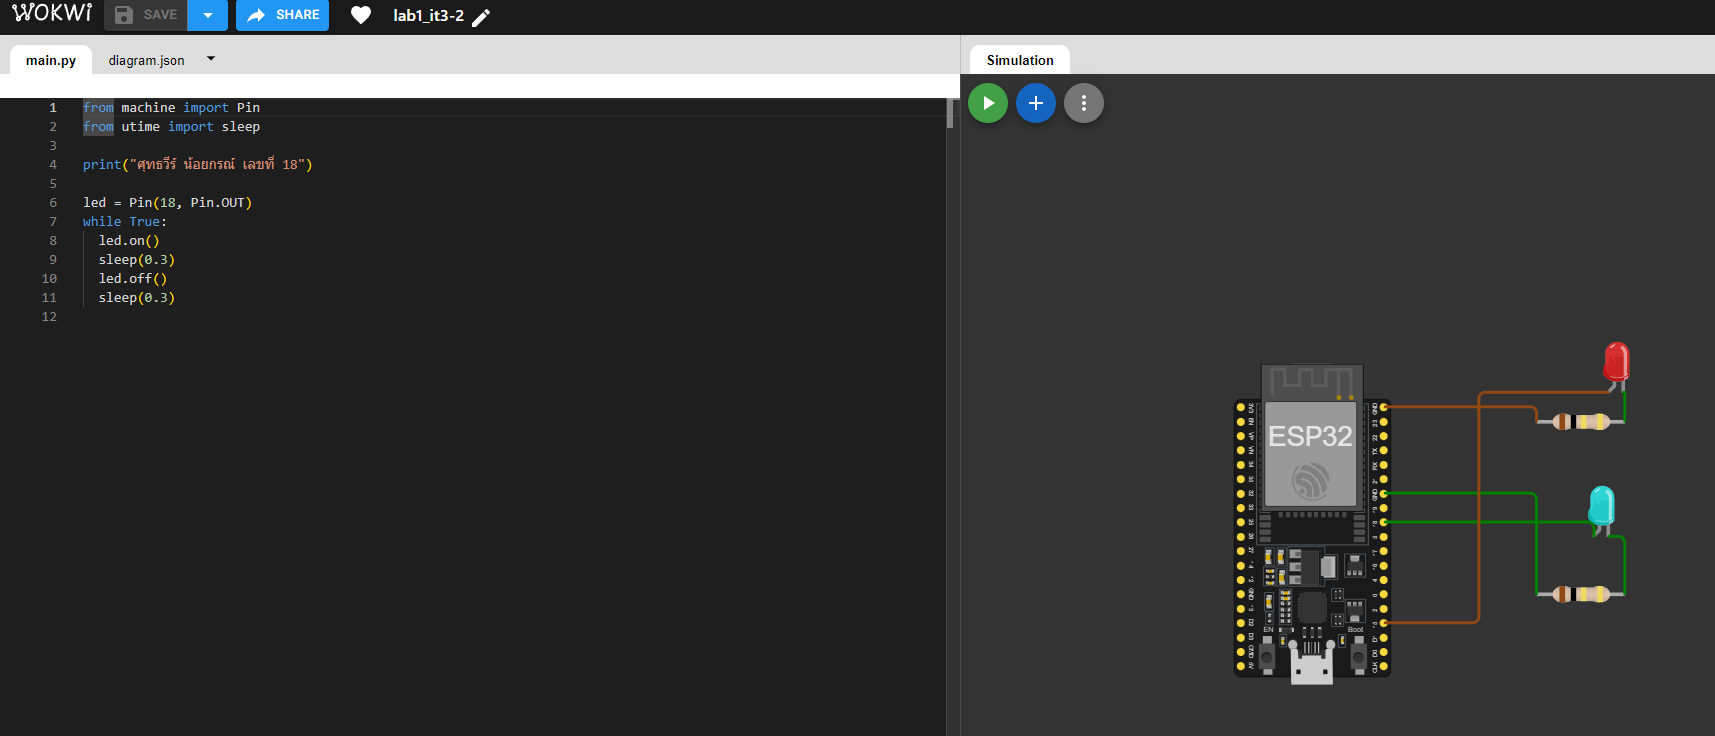 WOKWi SAVE SHARE lab1_it3-2
main.py diagram.json Simulation
1 from machine import Pin
2 from utime import sleep
3
4 print("ศุทธวีร์ น้อยกรณ์ เลขที่ 18")
5
6 led = Pin(18, Pin.OUT)
7 while True:
8 led.on()
9 sleep(0.3)
10 led.off()
11 sleep(0.3)
12
ESP32
EN Boot